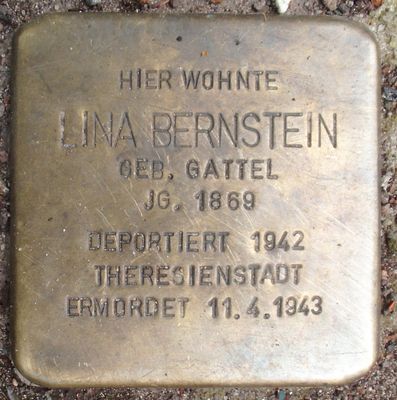 HIER WOHNTE
LINA BERNSTEIN
GEB. GATTEL
JG. 1869
DEPORTIERT 1942
THERESIENSTADT
ERMORDET 11.4.1943